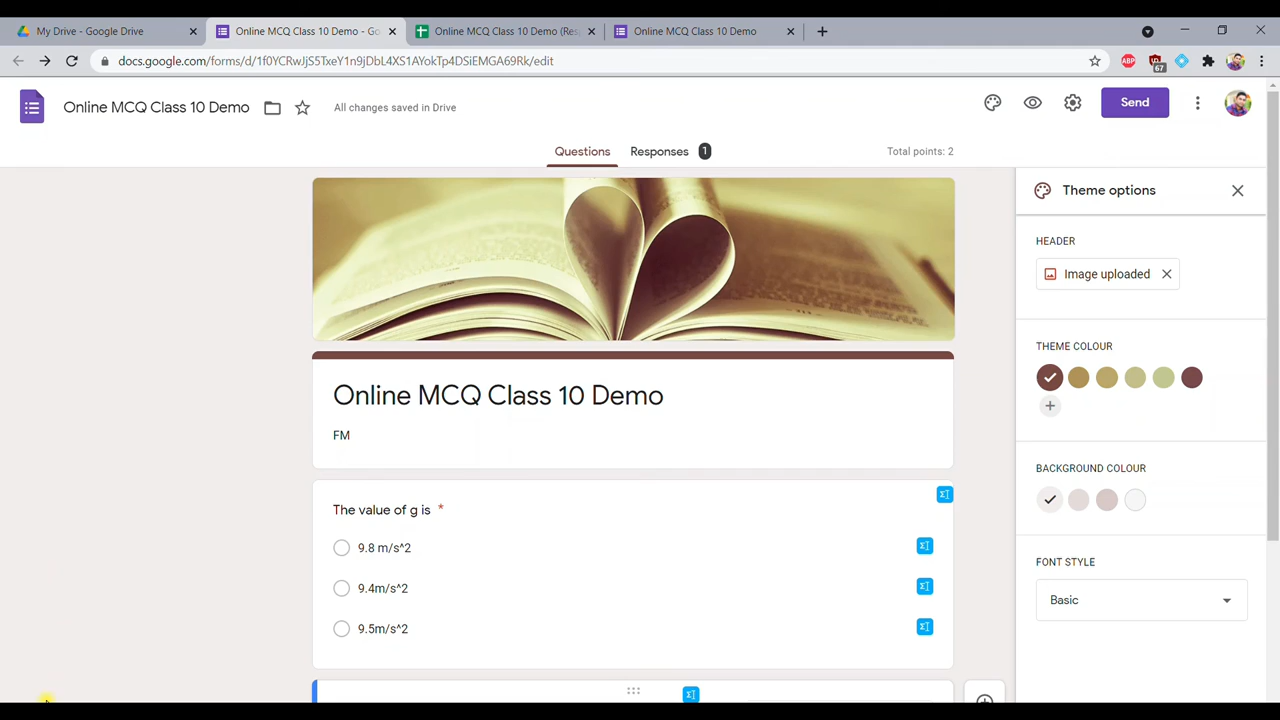 My Drive - Google Drive
Online MCQ Class 10 Demo - Go
Online MCQ Class 10 Demo (Res
Online MCQ Class 10 Demo
docs.google.com/forms/d/1f0YCRwJjS5TxeY1n9jDbL4XS1AVGkTp4DSiEMGA69Rk/edit
ABP
67
Online MCQ Class 10 Demo
All changes saved in Drive
Send
Questions
Responses 1
Total points: 2
Theme options
HEADER
Image uploaded
THEME COLOUR
Online MCQ Class 10 Demo
FM
BACKGROUND COLOUR
The value of g is *
9.8 m/s^2
9.4m/s^2
9.5m/s^2
FONT STYLE
Basic